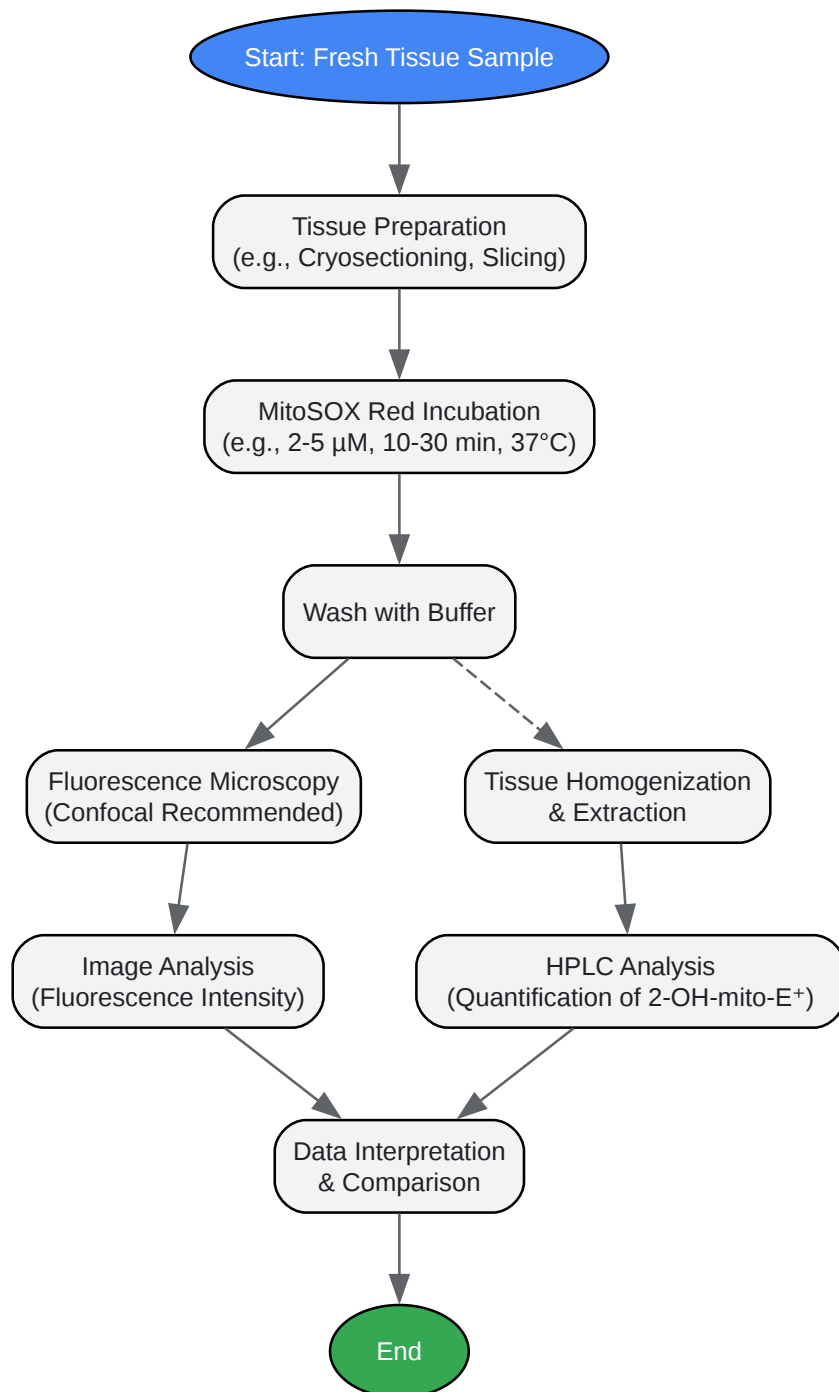 Start: Fresh Tissue Sample
Tissue Preparation
(e.g., Cryosectioning, Slicing)
MitoSOX Red Incubation
(e.g., 2-5 µM, 10-30 min, 37°C)
Wash with Buffer
Fluorescence Microscopy
(Confocal Recommended)
Tissue Homogenization
& Extraction
Image Analysis
(Fluorescence Intensity)
HPLC Analysis
(Quantification of 2-OH-mito-E⁺)
Data Interpretation
& Comparison
End